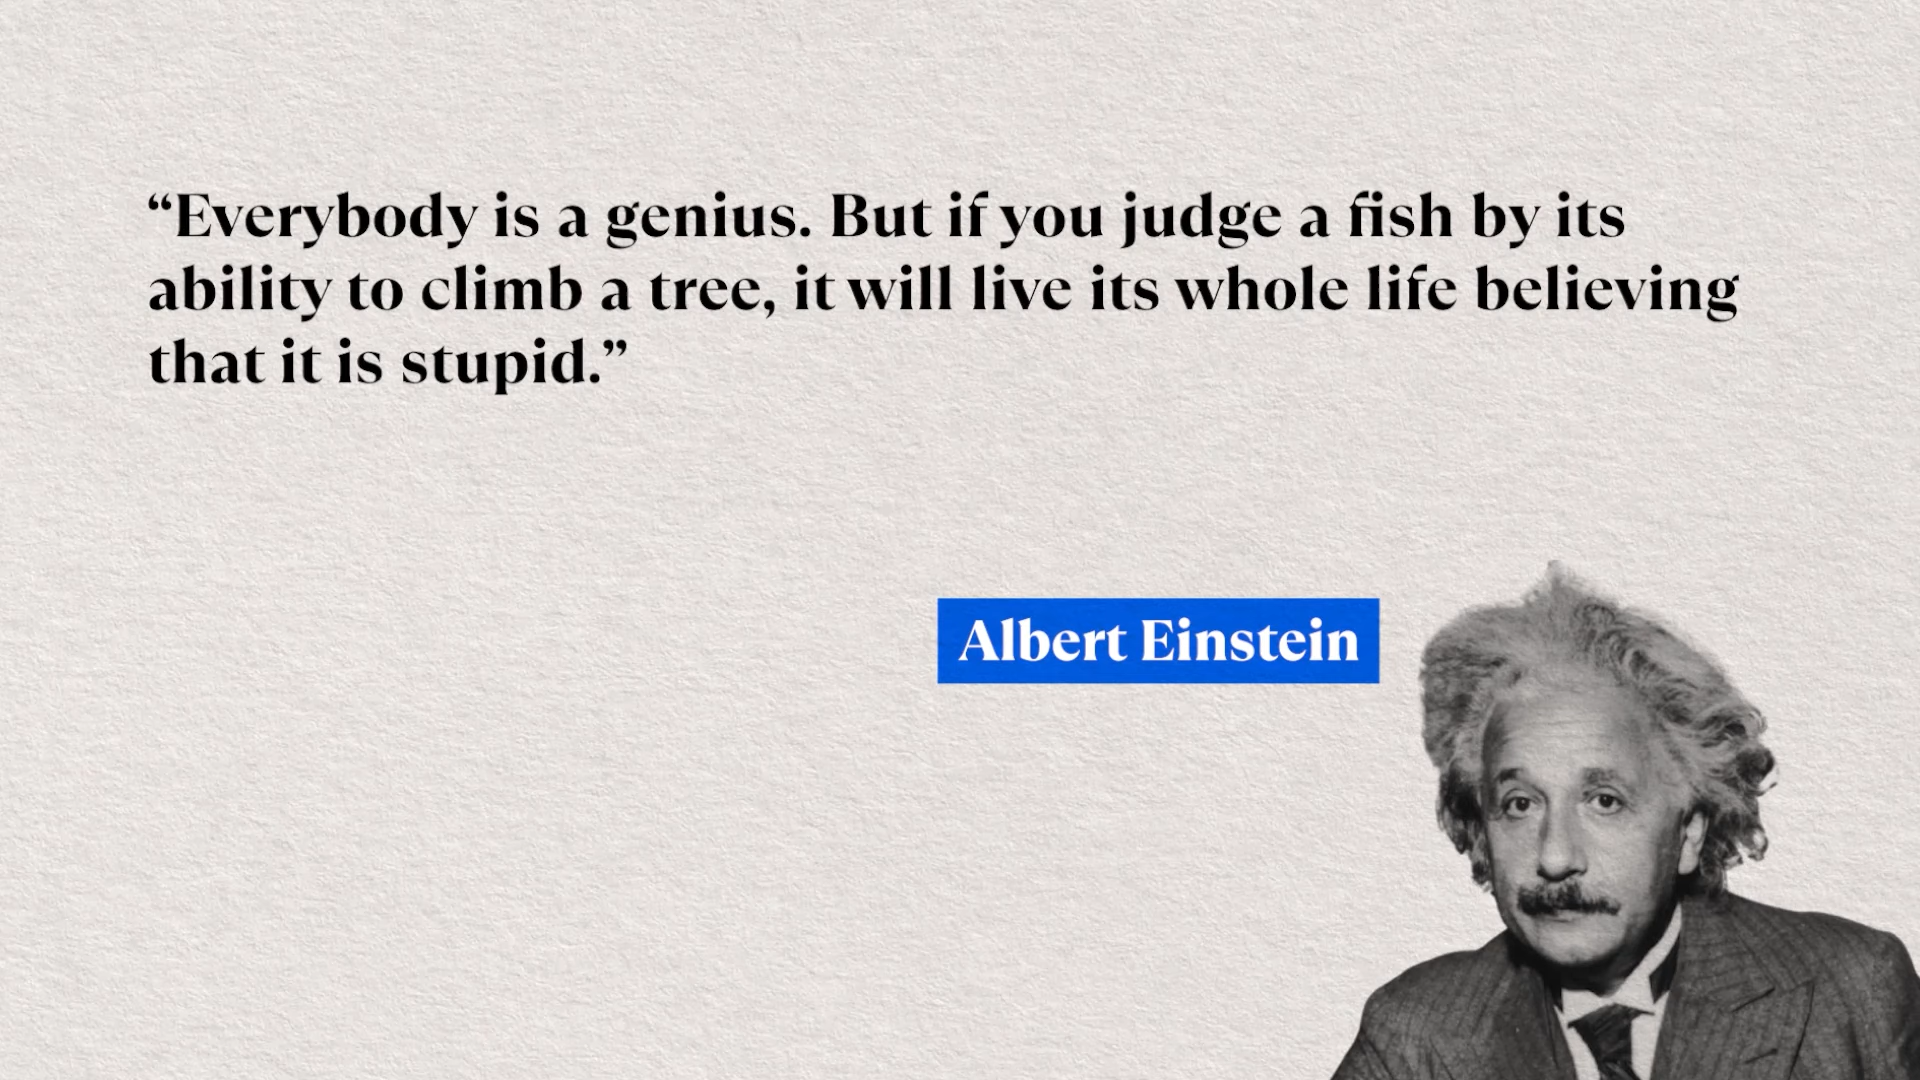 “Everybody is a genius. But if you judge a fish by its
ability to climb a tree, it will live its whole life believing
that it is stupid.”
Albert Einstein